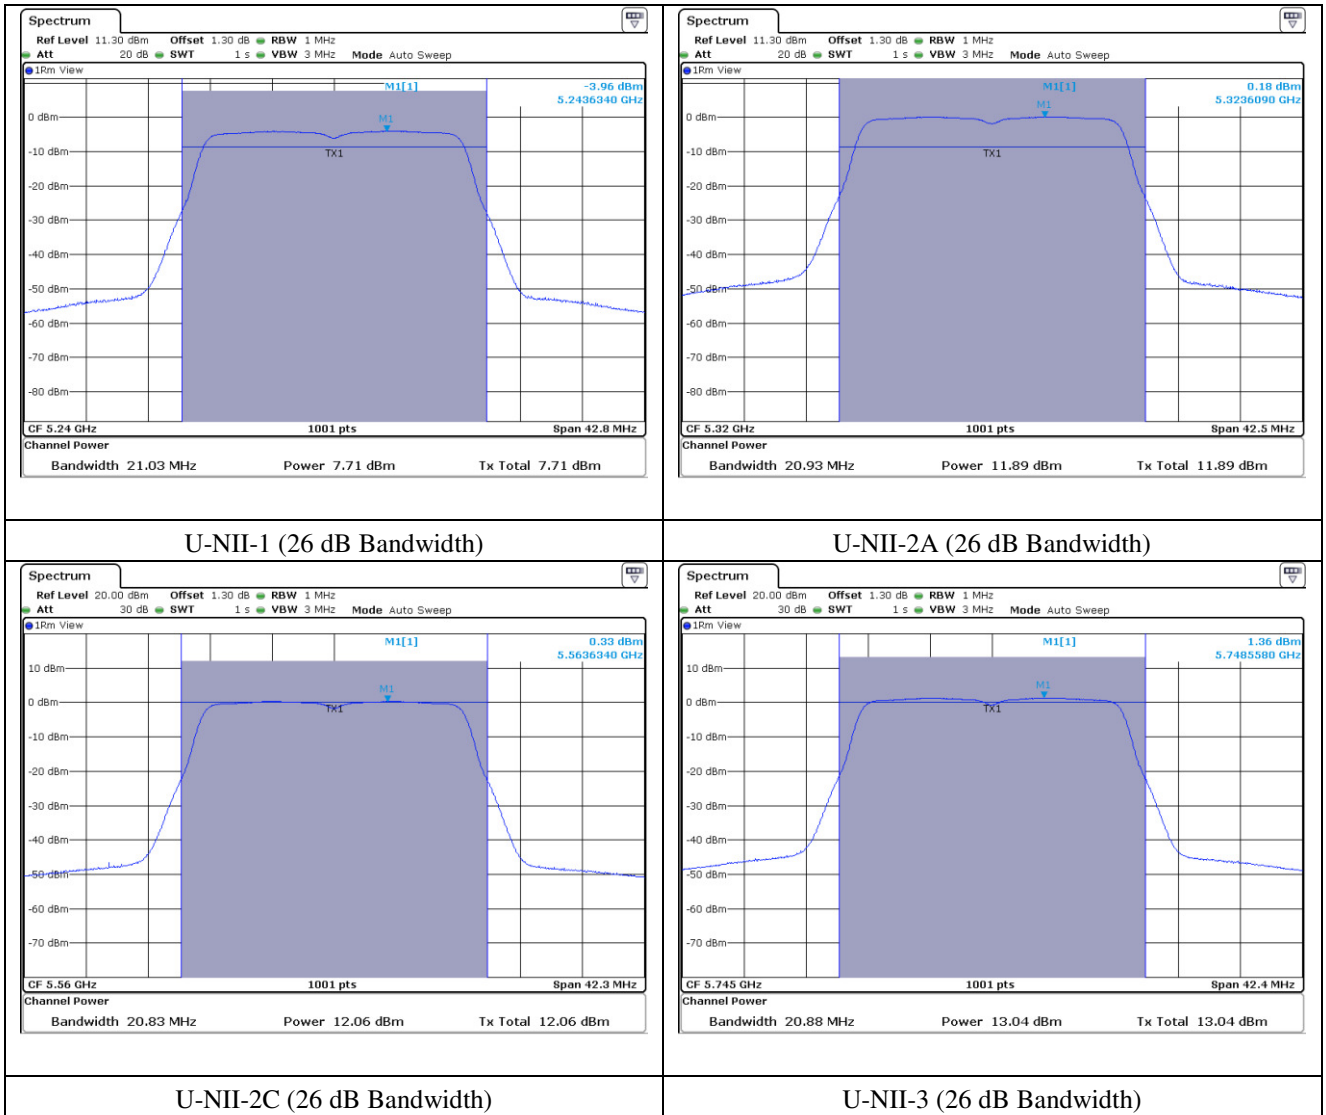 Spectrum
Ref Level 11.30 dBm Offset 1.30 dB RBW 1 MHz
Att 20 dB SWT 1 s VBW 3 MHz Mode Auto Sweep
1Rm View
M1[1] -3.96 dBm
5.2436340 GHz
0 dBm
M1
-10 dBm
TX1
-20 dBm
-30 dBm
-40 dBm
-50 dBm
-60 dBm
-70 dBm
-80 dBm
CF 5.24 GHz 1001 pts Span 42.8 MHz
Channel Power
Bandwidth 21.03 MHz Power 7.71 dBm Tx Total 7.71 dBm
U-NII-1 (26 dB Bandwidth)
Spectrum
Ref Level 11.30 dBm Offset 1.30 dB RBW 1 MHz
Att 20 dB SWT 1 s VBW 3 MHz Mode Auto Sweep
1Rm View
M1[1] 0.18 dBm
5.3236090 GHz
M1
0 dBm
-10 dBm
TX1
-20 dBm
-30 dBm
-40 dBm
-50 dBm
-60 dBm
-70 dBm
-80 dBm
CF 5.32 GHz 1001 pts Span 42.5 MHz
Channel Power
Bandwidth 20.93 MHz Power 11.89 dBm Tx Total 11.89 dBm
U-NII-2A (26 dB Bandwidth)
Spectrum
Ref Level 20.00 dBm Offset 1.30 dB RBW 1 MHz
Att 30 dB SWT 1 s VBW 3 MHz Mode Auto Sweep
1Rm View
M1[1] 0.33 dBm
5.5636340 GHz
10 dBm
M1
0 dBm
TX1
-10 dBm
-20 dBm
-30 dBm
-40 dBm
-50 dBm
-60 dBm
-70 dBm
CF 5.56 GHz 1001 pts Span 42.3 MHz
Channel Power
Bandwidth 20.83 MHz Power 12.06 dBm Tx Total 12.06 dBm
U-NII-2C (26 dB Bandwidth)
Spectrum
Ref Level 20.00 dBm Offset 1.30 dB RBW 1 MHz
Att 30 dB SWT 1 s VBW 3 MHz Mode Auto Sweep
1Rm View
M1[1] 1.36 dBm
5.7485580 GHz
10 dBm
M1
0 dBm
TX1
-10 dBm
-20 dBm
-30 dBm
-40 dBm
-50 dBm
-60 dBm
-70 dBm
CF 5.745 GHz 1001 pts Span 42.4 MHz
Channel Power
Bandwidth 20.88 MHz Power 13.04 dBm Tx Total 13.04 dBm
U-NII-3 (26 dB Bandwidth)